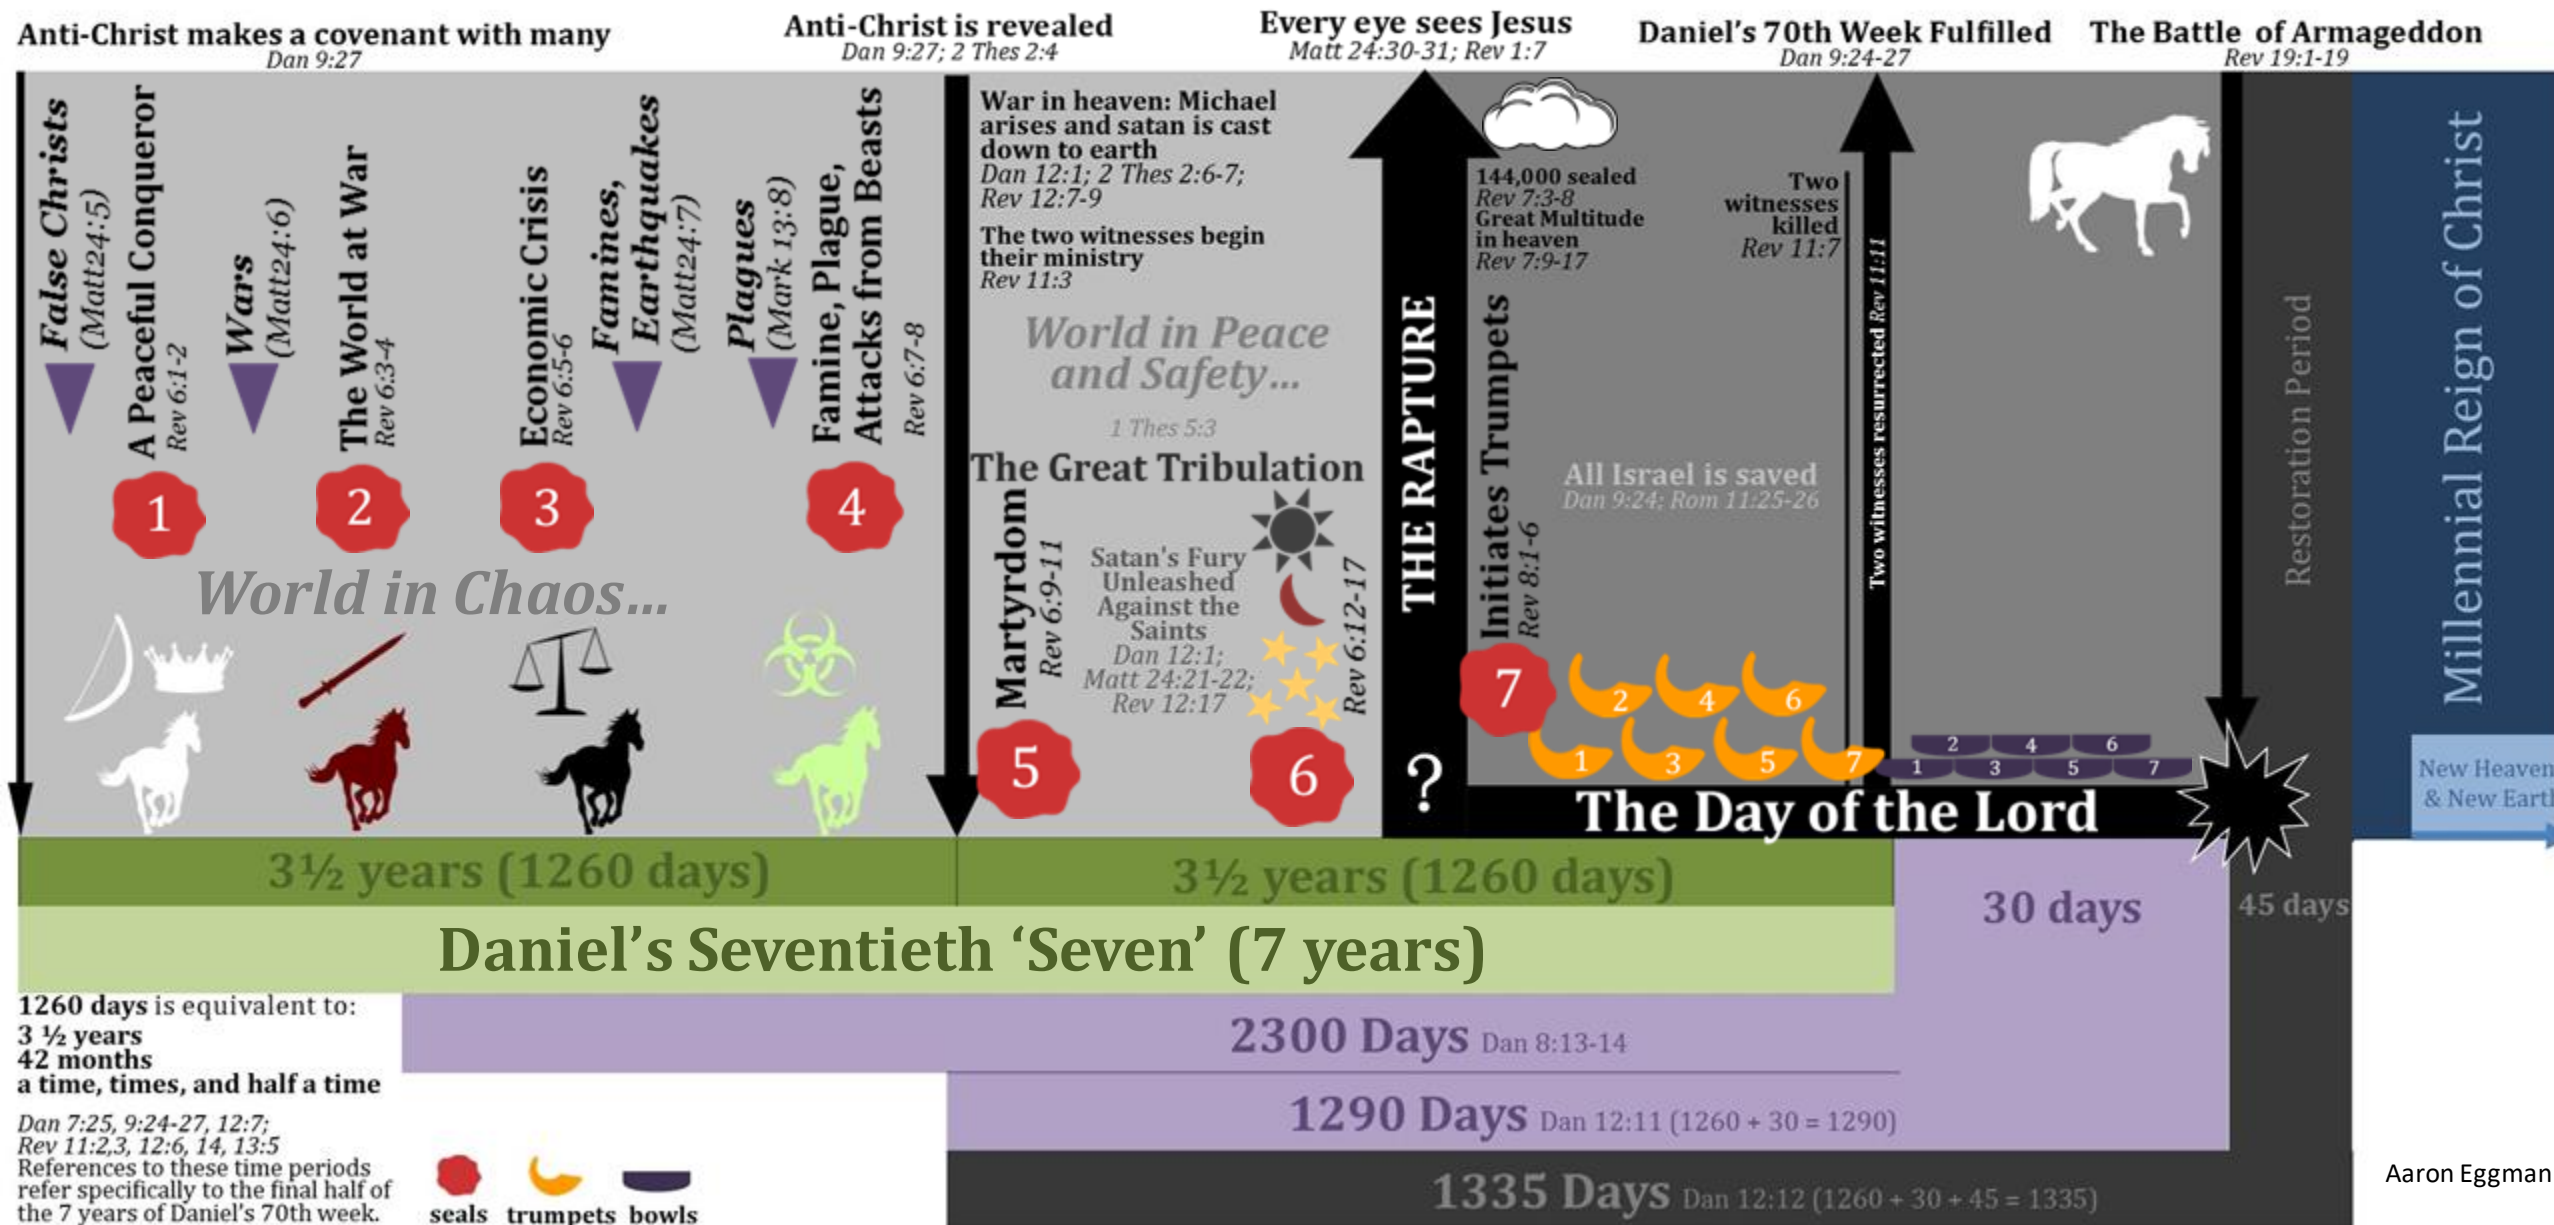 Anti-Christ makes a covenant with many
Dan 9:27
Anti-Christ is revealed
Dan 9:27; 2 Thes 2:4
Every eye sees Jesus
Matt 24:30-31; Rev 1:7
Daniel's 70th Week Fulfilled
Dan 9:24-27
The Battle of Armageddon
Rev 19:1-19
False Christs
(Matt24:5)
A Peaceful Conqueror
Rev 6:1-2
1
Wars
(Matt24:6)
The World at War
Rev 6:3-4
2
Economic Crisis
Rev 6:5-6
3
Famines,
Earthquakes
(Matt24:7)
Plagues
(Mark 13:8)
Famine, Plague,
Attacks from Beasts
Rev 6:7-8
4
World in Chaos...
War in heaven: Michael
arises and satan is cast
down to earth
Dan 12:1; 2 Thes 2:6-7;
Rev 12:7-9
The two witnesses begin
their ministry
Rev 11:3
World in Peace
and Safety...
1 Thes 5:3
The Great Tribulation
Martyrdom
Rev 6:9-11
5
Satan's Fury
Unleashed
Against the
Saints
Dan 12:1;
Matt 24:21-22;
Rev 12:17
Rev 6:12-17
6
THE RAPTURE
?
144,000 sealed
Rev 7:3-8
Great Multitude
in heaven
Rev 7:9-17
Two
witnesses
killed
Rev 11:7
Initiates Trumpets
Rev 8:1-6
7
All Israel is saved
Dan 9:24; Rom 11:25-26
Two witnesses resurrected Rev 11:11
2 4 6
1 3 5 7
2 4 6
1 3 5 7
The Day of the Lord
Restoration Period
Millennial Reign of Christ
New Heaven
& New Eart
3½ years (1260 days)
3½ years (1260 days)
30 days
45 days
Daniel's Seventieth 'Seven' (7 years)
2300 Days Dan 8:13-14
1290 Days Dan 12:11 (1260 + 30 = 1290)
1335 Days Dan 12:12 (1260 + 30 + 45 = 1335)
1260 days is equivalent to:
3 ½ years
42 months
a time, times, and half a time
Dan 7:25, 9:24-27, 12:7;
Rev 11:2,3, 12:6, 14, 13:5
References to these time periods
refer specifically to the final half of
the 7 years of Daniel's 70th week.
seals trumpets bowls
Aaron Eggman